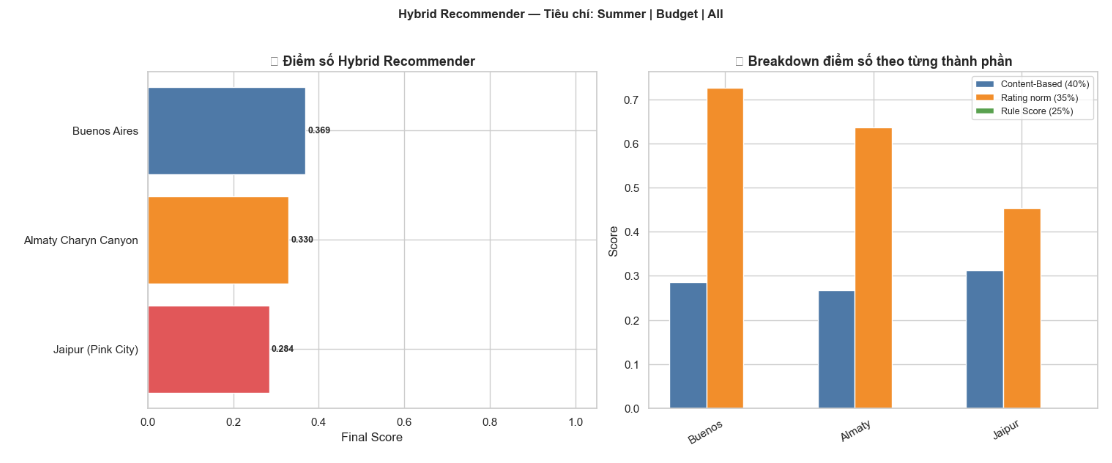 Hybrid Recommender — Tiêu chí: Summer | Budget | All
▯ Điểm số Hybrid Recommender
Buenos Aires
0.369
Almaty Charyn Canyon
0.330
Jaipur (Pink City)
0.284
0.0 0.2 0.4 0.6 0.8 1.0
Final Score
▯ Breakdown điểm số theo từng thành phần
Content-Based (40%)
Rating norm (35%)
Rule Score (25%)
Score
0.7
0.6
0.5
0.4
0.3
0.2
0.1
0.0
Buenos Almaty Jaipur